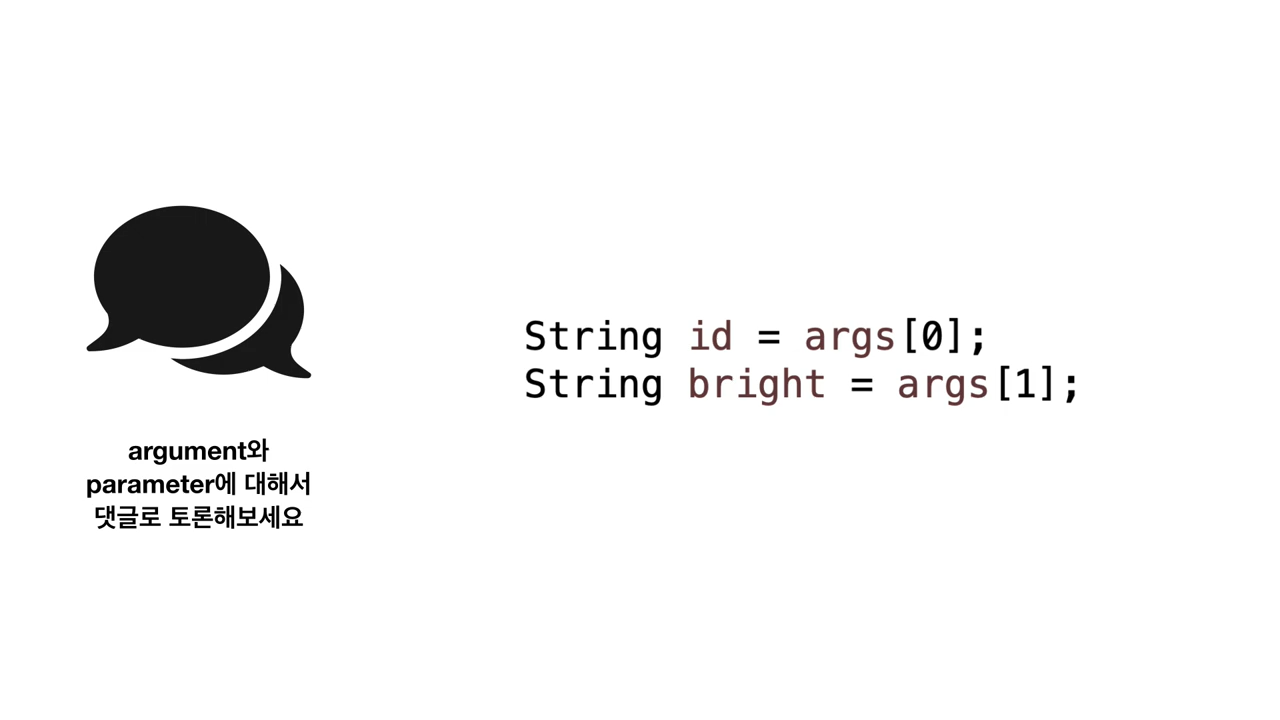 argument와
parameter에 대해서
댓글로 토론해보세요
String id = args[0];
String bright = args[1];